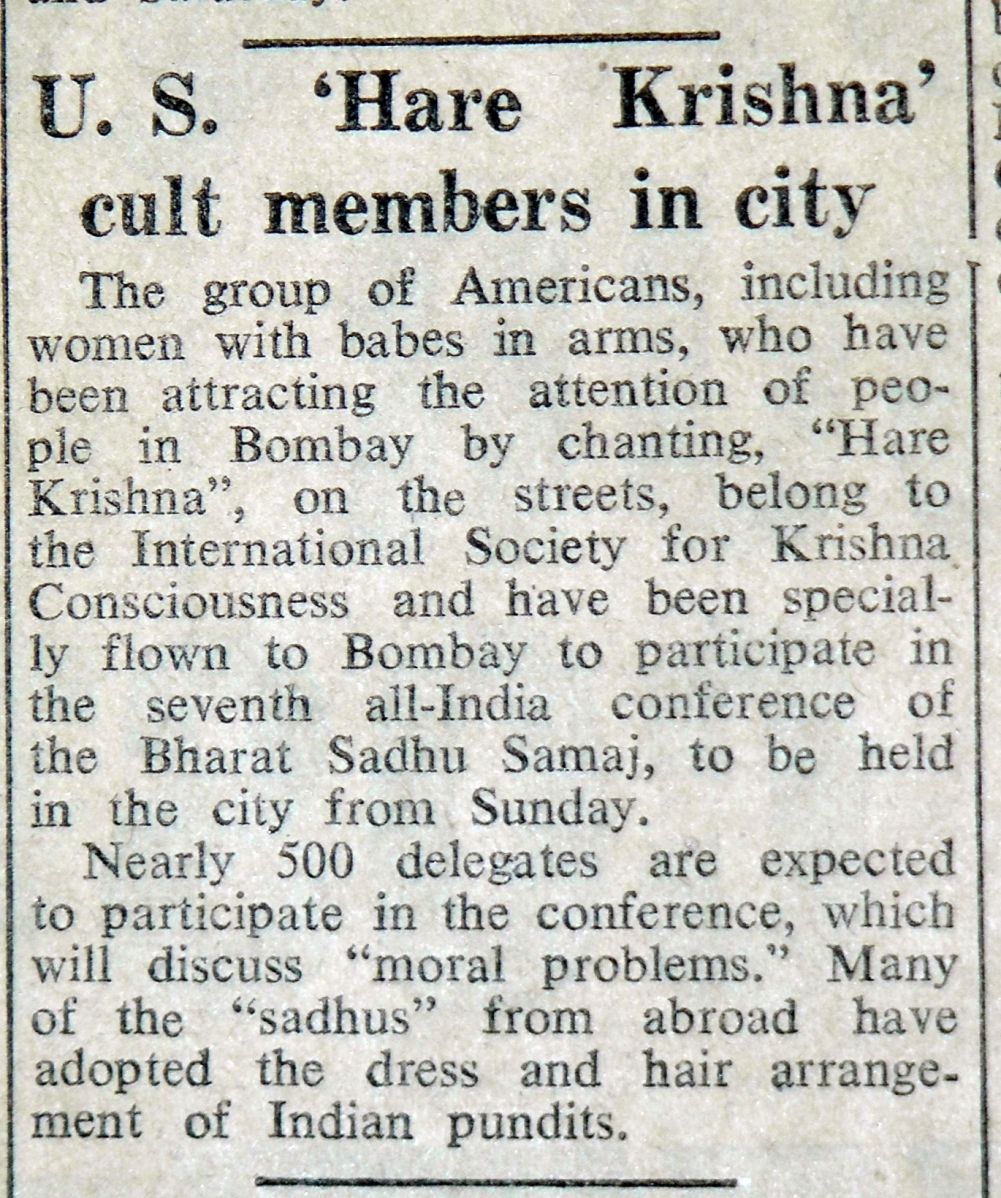 U. S. ‘Hare Krishna’
cult members in city
The group of Americans, including
women with babes in arms, who have
been attracting the attention of peo-
ple in Bombay by chanting, “Hare
Krishna”, on the streets, belong to
the International Society for Krishna
Consciousness and have been special-
ly flown to Bombay to participate in
the seventh all-India conference of
the Bharat Sadhu Samaj, to be held
in the city from Sunday.
Nearly 500 delegates are expected
to participate in the conference, which
will discuss “moral problems.” Many
of the “sadhus” from abroad have
adopted the dress and hair arrange-
ment of Indian pundits.